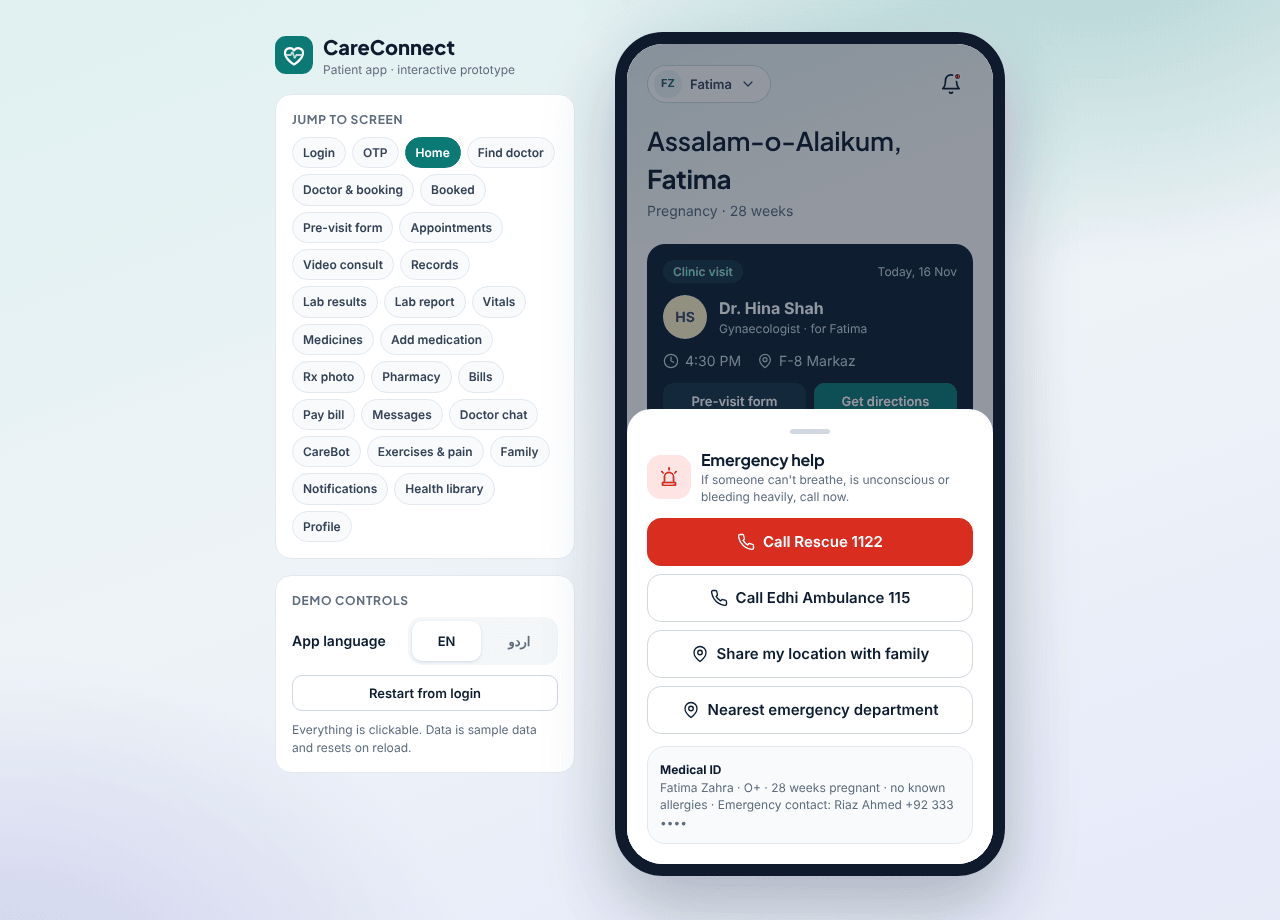 CareConnect
Patient app · interactive prototype
JUMP TO SCREEN
Login OTP Home Find doctor
Doctor & booking Booked
Pre-visit form Appointments
Video consult Records
Lab results Lab report Vitals
Medicines Add medication
Rx photo Pharmacy Bills
Pay bill Messages Doctor chat
CareBot Exercises & pain Family
Notifications Health library
Profile
DEMO CONTROLS
App language EN اردو
Restart from login
Everything is clickable. Data is sample data
and resets on reload.
FZ Fatima
Assalam-o-Alaikum,
Fatima
Pregnancy · 28 weeks
Clinic visit Today, 16 Nov
HS Dr. Hina Shah
Gynaecologist · for Fatima
4:30 PM F-8 Markaz
Pre-visit form Get directions
Emergency help
If someone can't breathe, is unconscious or
bleeding heavily, call now.
Call Rescue 1122
Call Edhi Ambulance 115
Share my location with family
Nearest emergency department
Medical ID
Fatima Zahra · O+ · 28 weeks pregnant · no known
allergies · Emergency contact: Riaz Ahmed +92 333
••••